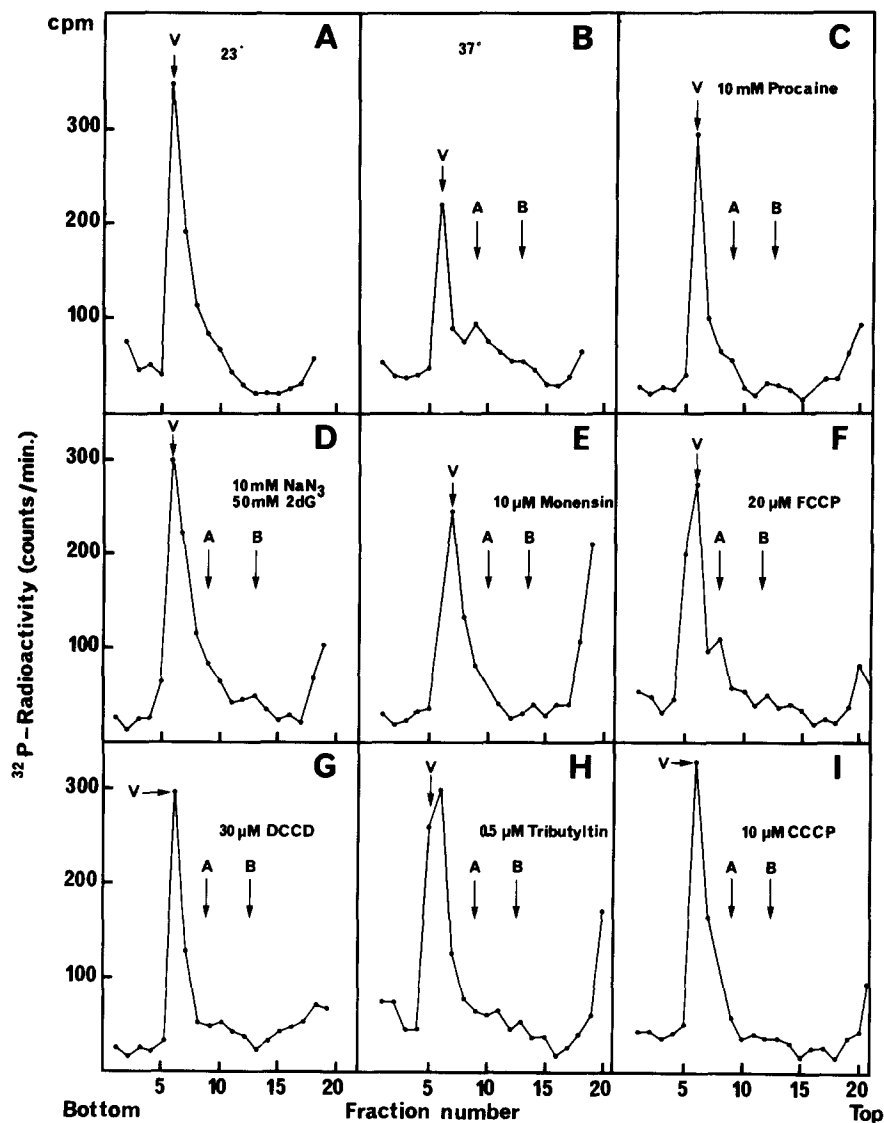 cpm
A
V
23°
B
37°
V
A
B
C
V
10 mM Procaine
A
B
300
200
100
D
V
10 mM NaN3
50 mM 2dG
A
B
E
V
10 µM Monensin
A
B
F
V
20 µM FCCP
A
B
300
200
100
G
V
30 µM DCCD
A
B
H
V
0.5 µM Tributyltin
A
B
I
V
10 µM CCCP
A
B
300
200
100
32P-Radioactivity (counts/min.)
5 10 15 20
5 10 15 20
5 10 15 20
Bottom Fraction number Top